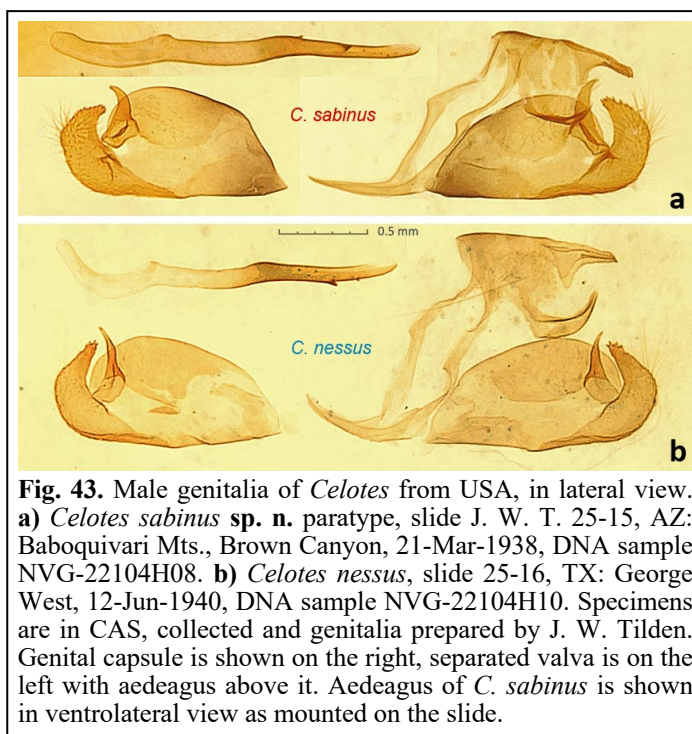 C. sabinus
a
0.5 mm
C. nessus
b
Fig. 43. Male genitalia of Celotes from USA, in lateral view.
a) Celotes sabinus sp. n. paratype, slide J. W. T. 25-15, AZ:
Baboquivari Mts., Brown Canyon, 21-Mar-1938, DNA sample
NVG-22104H08. b) Celotes nessus, slide 25-16, TX: George
West, 12-Jun-1940, DNA sample NVG-22104H10. Specimens
are in CAS, collected and genitalia prepared by J. W. Tilden.
Genital capsule is shown on the right, separated valva is on the
left with aedeagus above it. Aedeagus of C. sabinus is shown
in ventrolateral view as mounted on the slide.